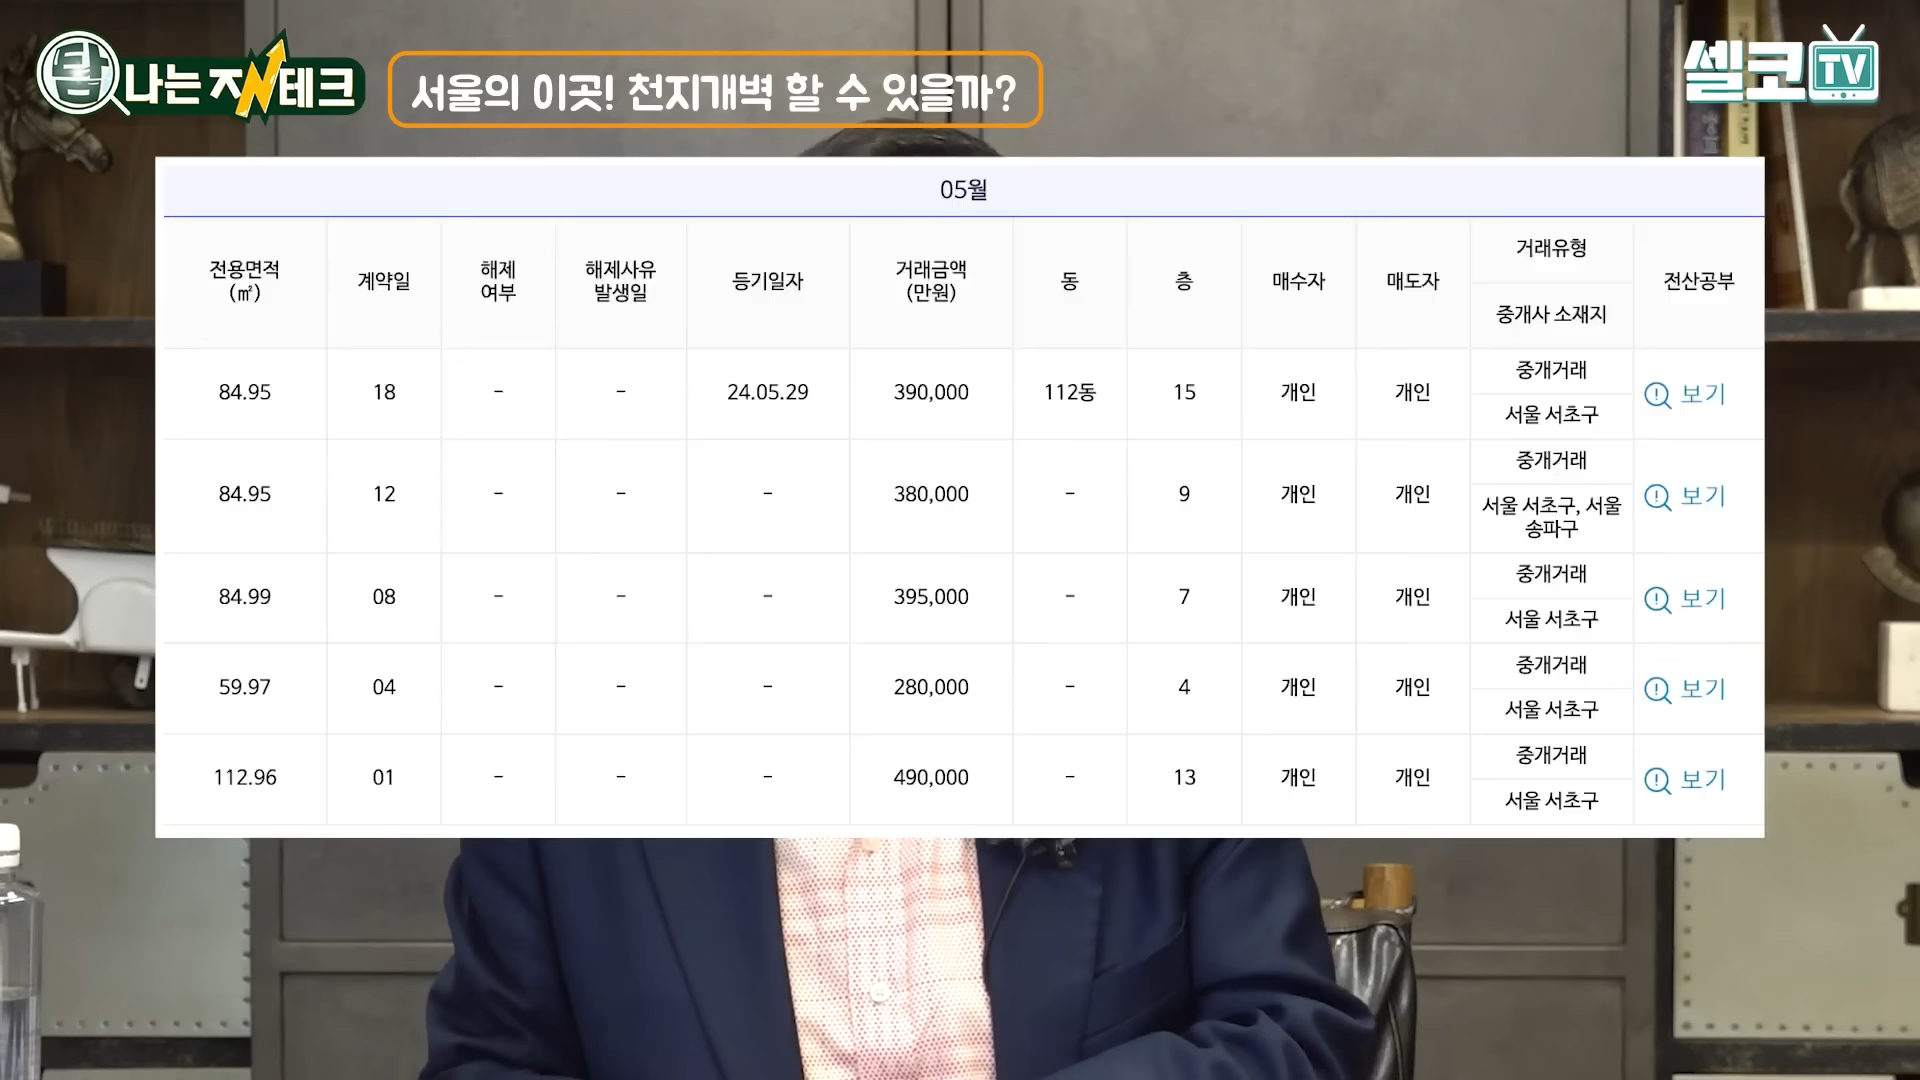 나는 재테크
서울의 이곳! 천지개벽 할 수 있을까?
셀코 TV
05월
전용면적 (㎡) 계약일 해제 여부 해제사유 발생일 등기일자 거래금액 (만원) 동 층 매수자 매도자 거래유형 중개사 소재지 전산공부
84.95 18 - - 24.05.29 390,000 112동 15 개인 개인 중개거래 서울 서초구 보기
84.95 12 - - - 380,000 - 9 개인 개인 중개거래 서울 서초구, 서울 송파구 보기
84.99 08 - - - 395,000 - 7 개인 개인 중개거래 서울 서초구 보기
59.97 04 - - - 280,000 - 4 개인 개인 중개거래 서울 서초구 보기
112.96 01 - - - 490,000 - 13 개인 개인 중개거래 서울 서초구 보기